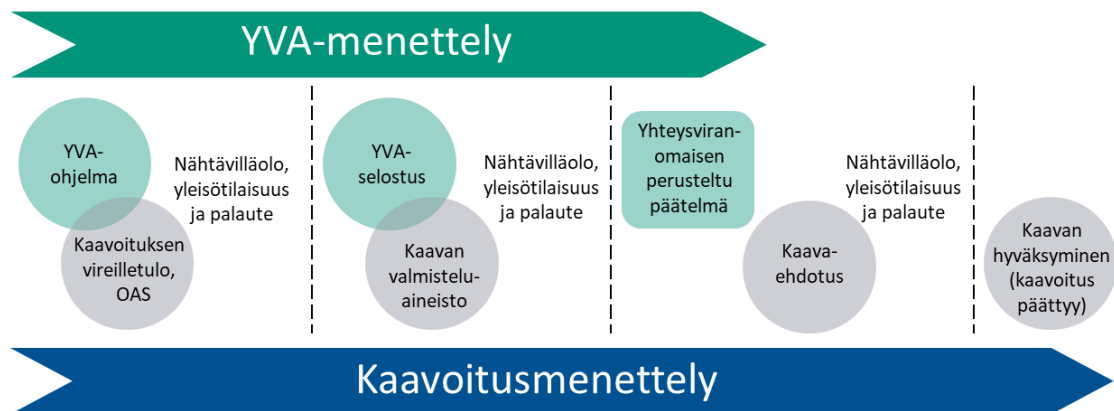 YVA-menettely
YVA-
ohjelma
Kaavoituksen
vireilletulo,
OAS
Nähtävilläolo,
yleisötilaisuus
ja palaute
YVA-
selostus
Kaavan
valmistelu-
aineisto
Nähtävilläolo,
yleisötilaisuus
ja palaute
Yhteysviran-
omaisen
perusteltu
päätelmä
Kaava-
ehdotus
Nähtävilläolo,
yleisötilaisuus
ja palaute
Kaavan
hyväksyminen
(kaavoitus
päättyy)
Kaavoitusmenettely